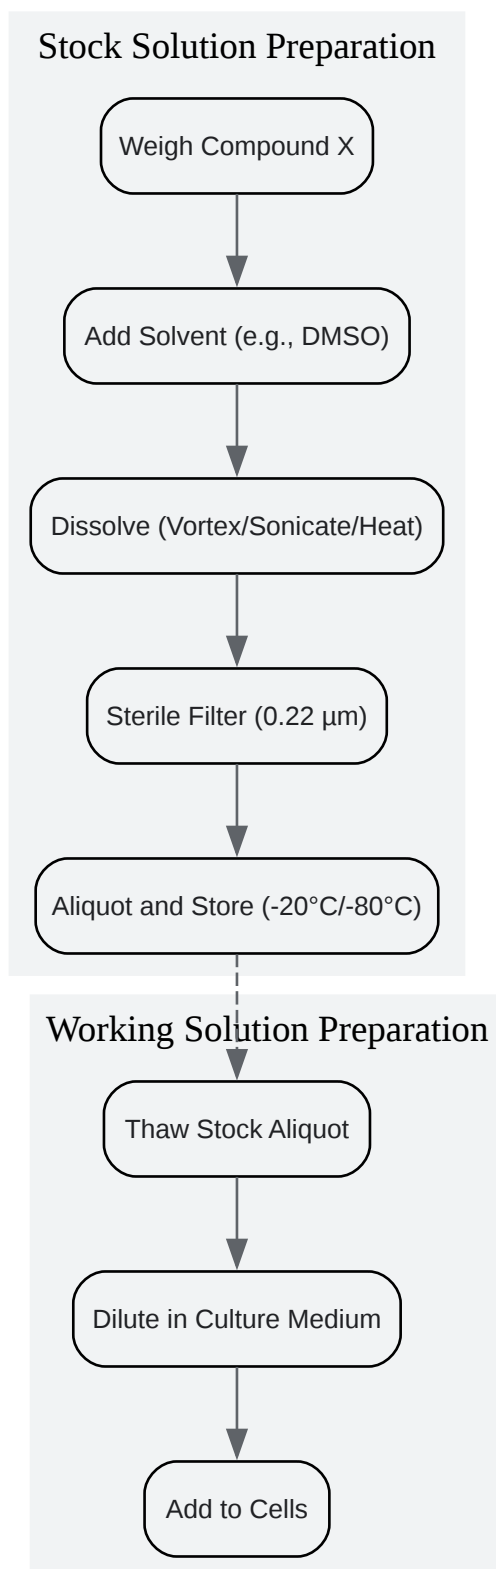 Stock Solution Preparation
Weigh Compound X
Add Solvent (e.g., DMSO)
Dissolve (Vortex/Sonicate/Heat)
Sterile Filter (0.22 µm)
Aliquot and Store (-20°C/-80°C)
Working Solution Preparation
Thaw Stock Aliquot
Dilute in Culture Medium
Add to Cells